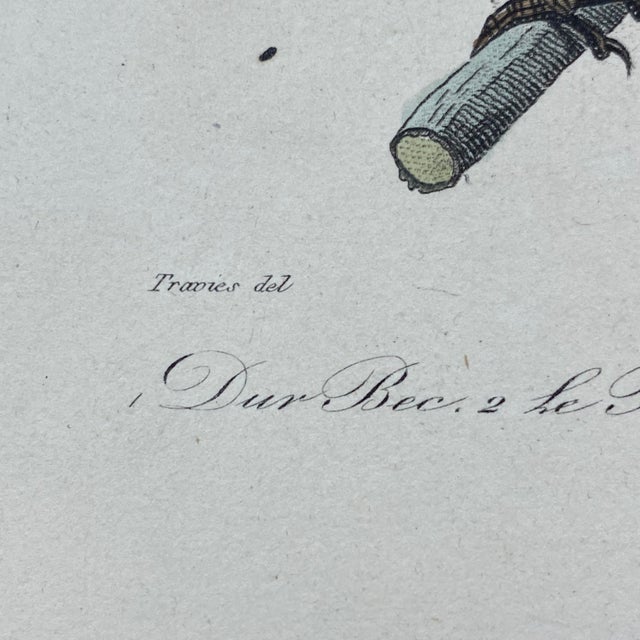 Travies del
1 Dur Bec. 2 le